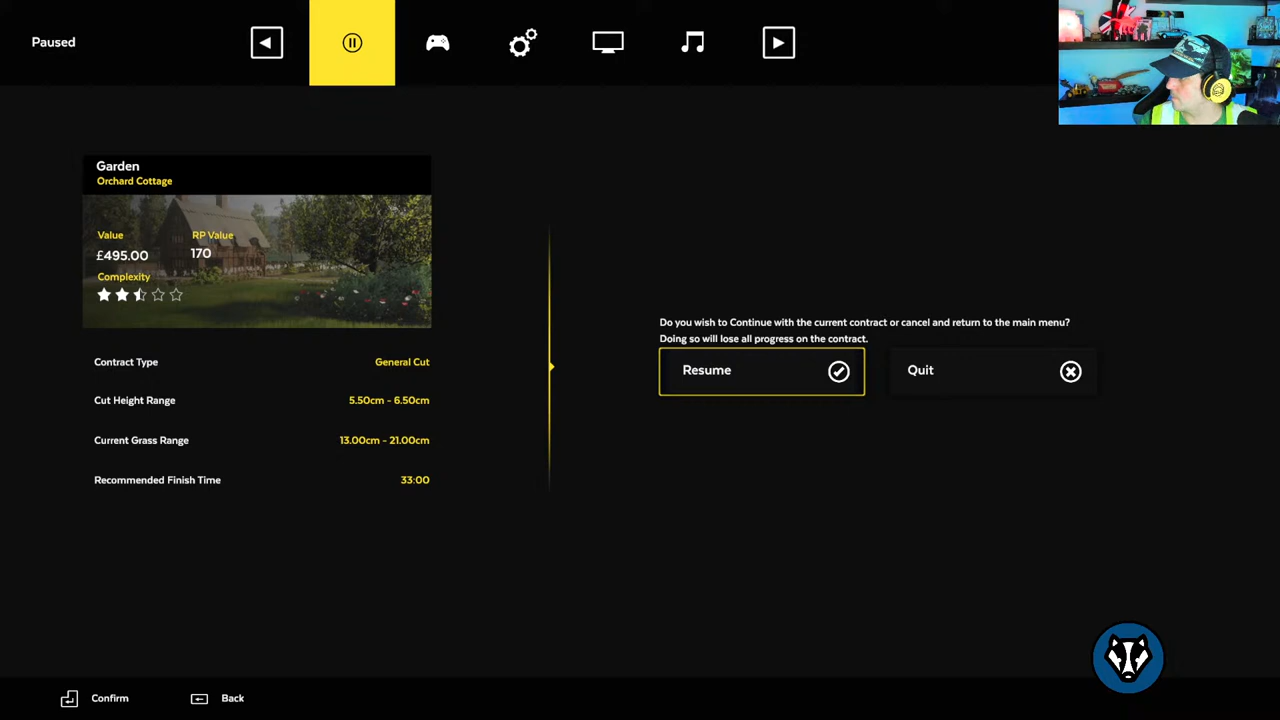 Paused
Garden
Orchard Cottage
Value
RP Value
£495.00
170
Complexity
Contract Type
General Cut
Cut Height Range
5.50cm - 6.50cm
Current Grass Range
13.00cm - 21.00cm
Recommended Finish Time
33:00
Do you wish to Continue with the current contract or cancel and return to the main menu?
Doing so will lose all progress on the contract.
Resume
Quit
Confirm
Back